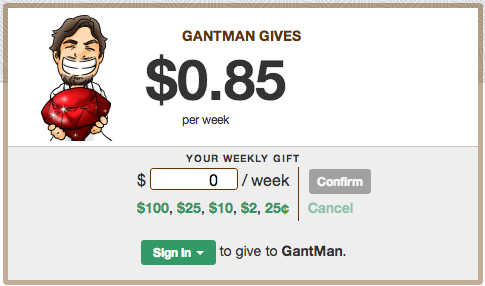 GANTMAN GIVES
$0.85
per week
YOUR WEEKLY GIFT
$ 0 / week Confirm
$100, $25, $10, $2, 25¢ Cancel
Sign in to give to GantMan.